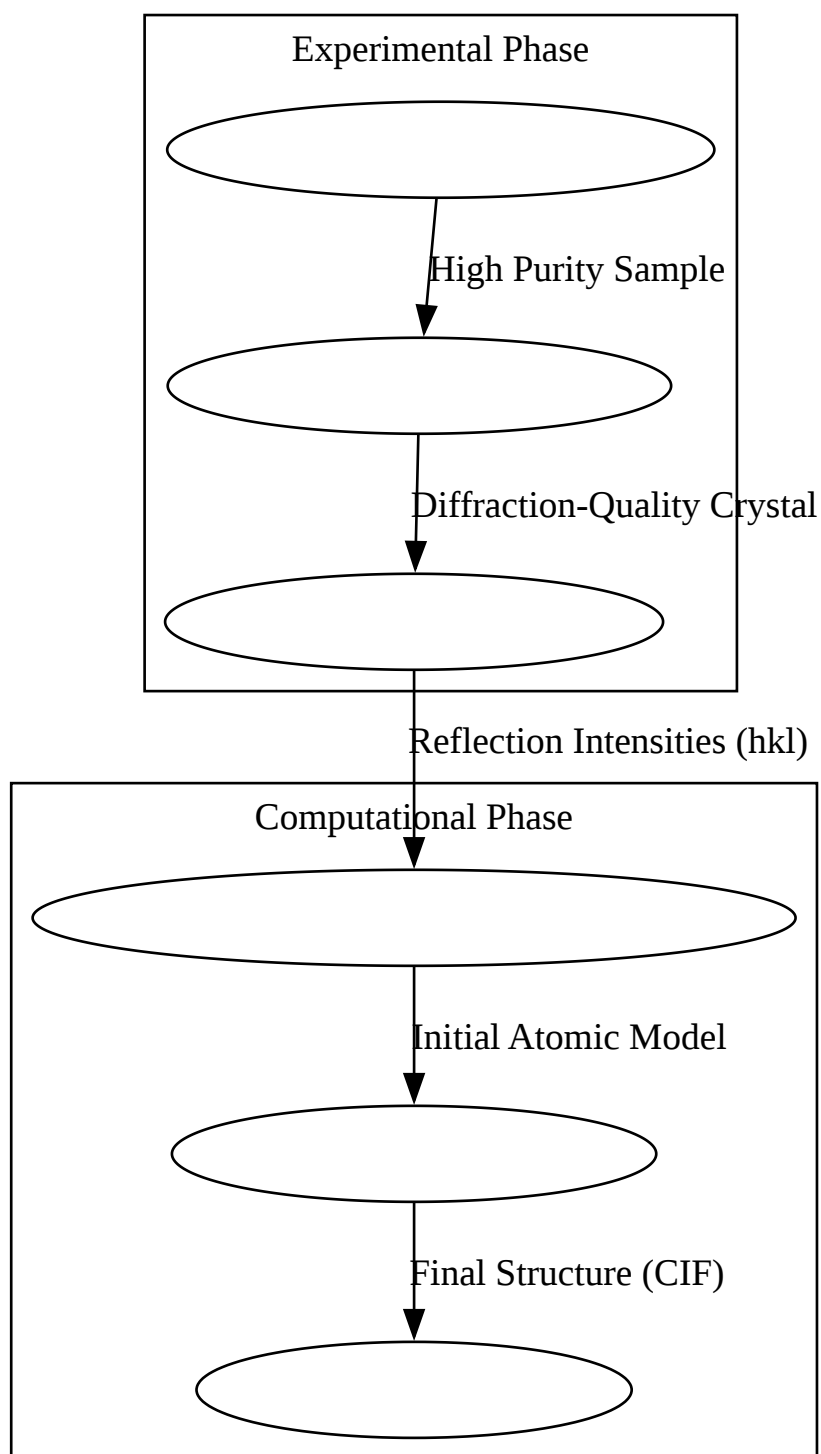 Experimental Phase
High Purity Sample
Diffraction-Quality Crystal
Reflection Intensities (hkl)
Computational Phase
Initial Atomic Model
Final Structure (CIF)